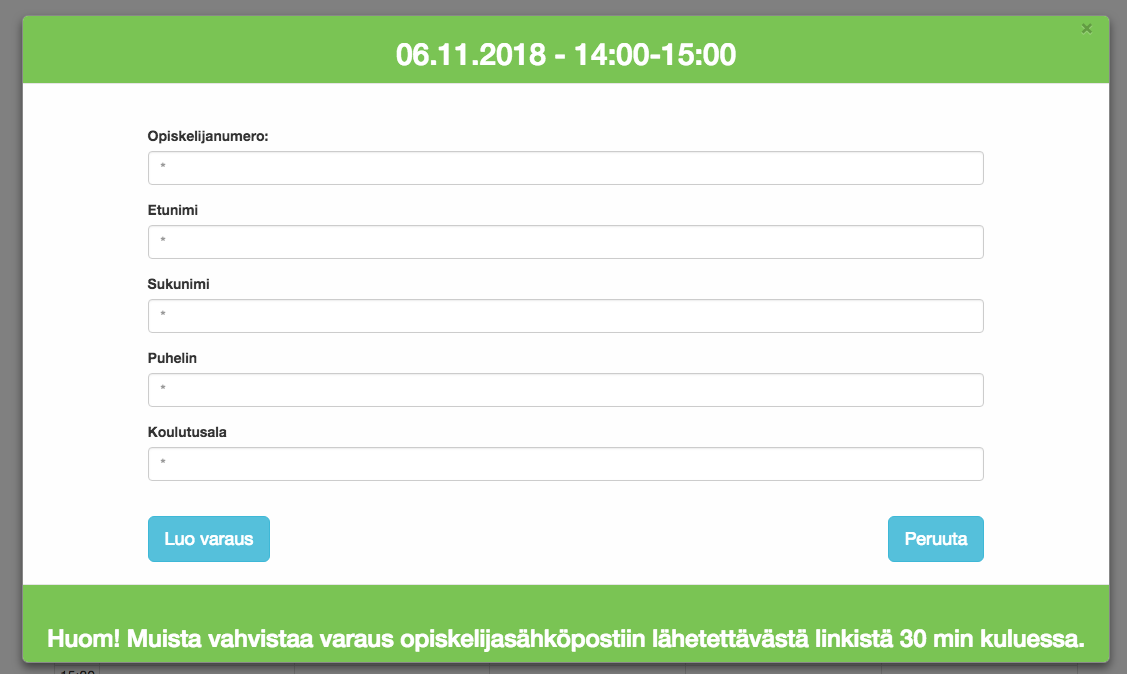 ×
06.11.2018 - 14:00-15:00
Opiskelijanumero:
*
Etunimi
*
Sukunimi
*
Puhelin
*
Koulutusala
*
Luo varaus
Peruuta
Huom! Muista vahvistaa varaus opiskelijasähköpostiin lähetettävästä linkistä 30 min kuluessa.
15:00